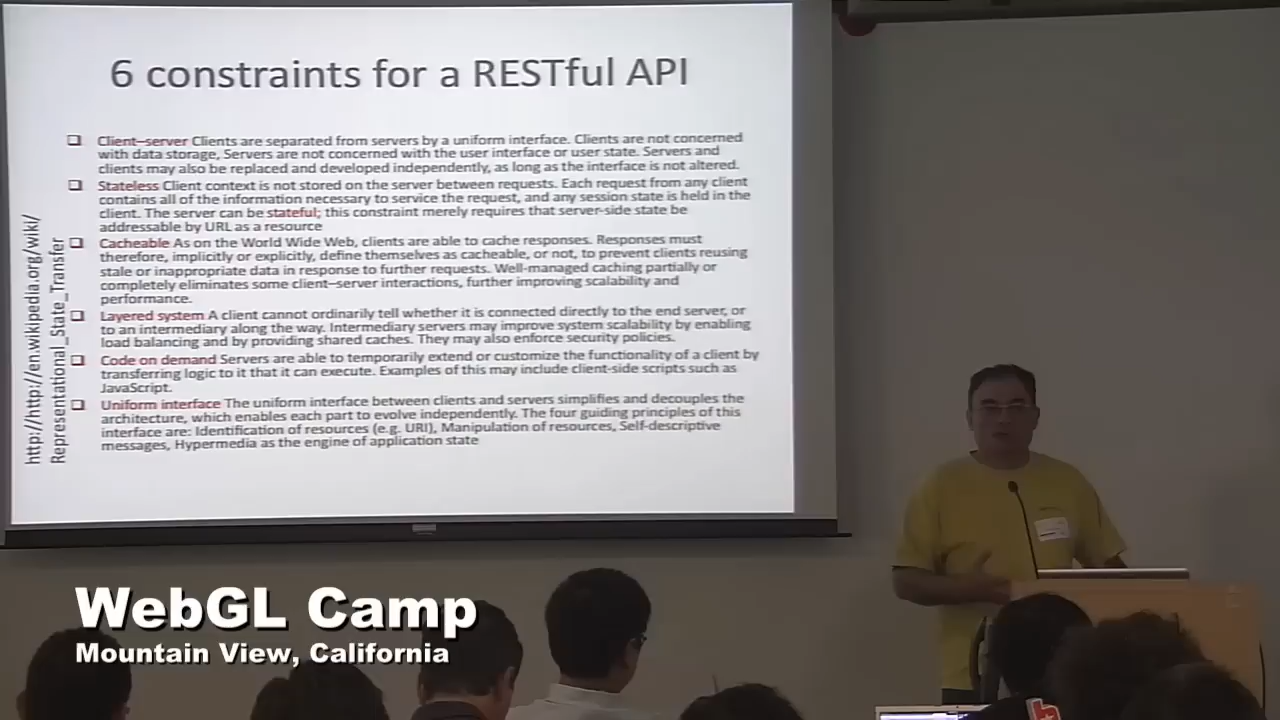 6 constraints for a RESTful API
Client–server Clients are separated from servers by a uniform interface. Clients are not concerned
with data storage, Servers are not concerned with the user interface or user state. Servers and
clients may also be replaced and developed independently, as long as the interface is not altered.
Stateless Client context is not stored on the server between requests. Each request from any client
contains all of the information necessary to service the request, and any session state is held in the
client. The server can be stateful; this constraint merely requires that server-side state be
addressable by URL as a resource
Cacheable As on the World Wide Web, clients are able to cache responses. Responses must
therefore, implicitly or explicitly, define themselves as cacheable, or not, to prevent clients reusing
stale or inappropriate data in response to further requests. Well-managed caching partially or
completely eliminates some client–server interactions, further improving scalability and
performance.
Layered system A client cannot ordinarily tell whether it is connected directly to the end server, or
to an intermediary along the way. Intermediary servers may improve system scalability by enabling
load balancing and by providing shared caches. They may also enforce security policies.
Code on demand Servers are able to temporarily extend or customize the functionality of a client by
transferring logic to it that it can execute. Examples of this may include client-side scripts such as
JavaScript.
Uniform interface The uniform interface between clients and servers simplifies and decouples the
architecture, which enables each part to evolve independently. The four guiding principles of this
interface are: Identification of resources (e.g. URI), Manipulation of resources, Self-descriptive
messages, Hypermedia as the engine of application state
http://http://en.wikipedia.org/wiki/
Representational_State_Transfer
WebGL Camp
Mountain View, California